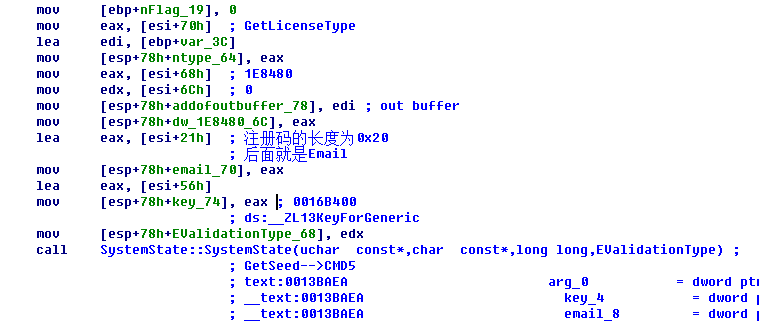 mov [ebp+nFlag_19], 0
mov eax, [esi+70h] ; GetLicenseType
lea edi, [ebp+var_3C]
mov [esp+78h+ntype_64], eax
mov eax, [esi+68h] ; 1E8480
mov edx, [esi+6Ch] ; 0
mov [esp+78h+addofoutbuffer_78], edi ; out buffer
mov [esp+78h+dw_1E8480_6C], eax
lea eax, [esi+21h] ; 注册码的长度为0x20
; 后面就是Email
mov [esp+78h+email_70], eax
lea eax, [esi+56h]
mov [esp+78h+key_74], eax ; 0016B400
; ds:__ZL13KeyForGeneric
mov [esp+78h+EValidationType_68], edx
call SystemState::SystemState(uchar const*,char const*,long long,EValidationType) ;
; GetSeed-->CMD5
; text:0013BAEA arg_0 = dword ptr
; __text:0013BAEA key_4 = dword p
; __text:0013BAEA email_8 = dword p